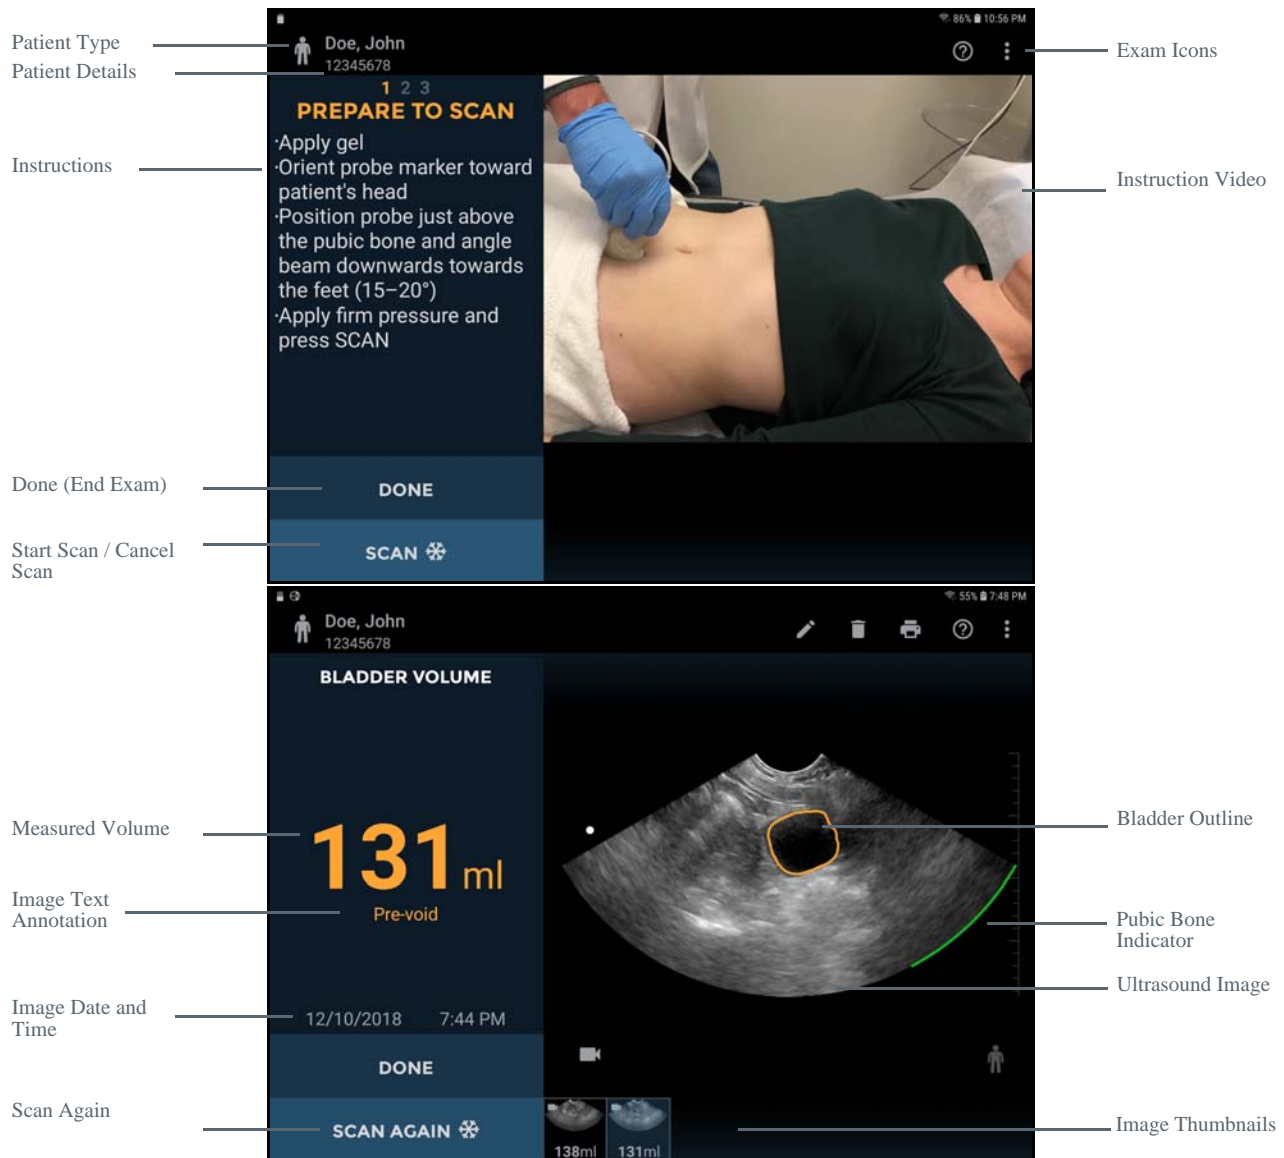 86% 10:56 PM
Patient Type
Doe, John
Exam Icons
Patient Details
12345678
1 2 3
PREPARE TO SCAN
·Apply gel
·Orient probe marker toward
patient's head
·Position probe just above
the pubic bone and angle
beam downwards towards
the feet (15–20°)
·Apply firm pressure and
press SCAN
Instructions
Instruction Video
Done (End Exam)
DONE
Start Scan / Cancel
Scan
SCAN
55% 7:48 PM
Doe, John
12345678
BLADDER VOLUME
Measured Volume
131 ml
Bladder Outline
Image Text
Annotation
Pre-void
Pubic Bone
Indicator
Ultrasound Image
Image Date and
Time
12/10/2018 7:44 PM
DONE
Scan Again
SCAN AGAIN
138ml 131ml
Image Thumbnails